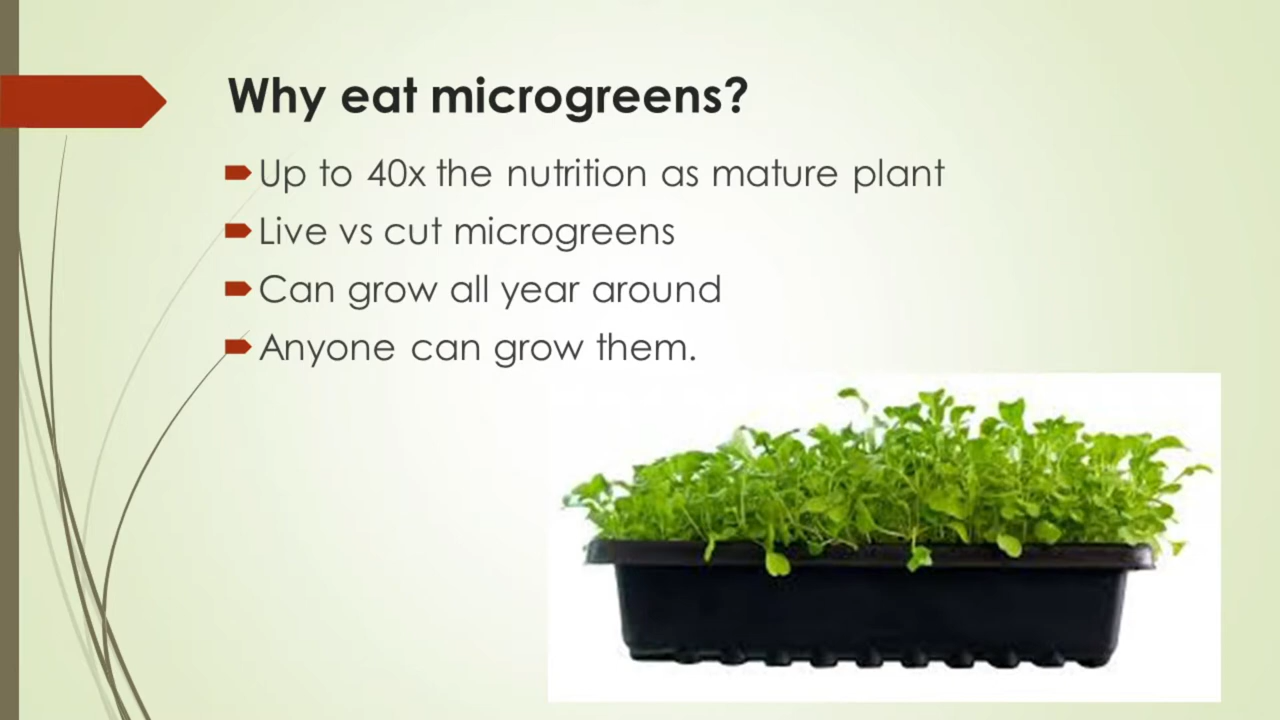 Why eat microgreens?
Up to 40x the nutrition as mature plant
Live vs cut microgreens
Can grow all year around
Anyone can grow them.